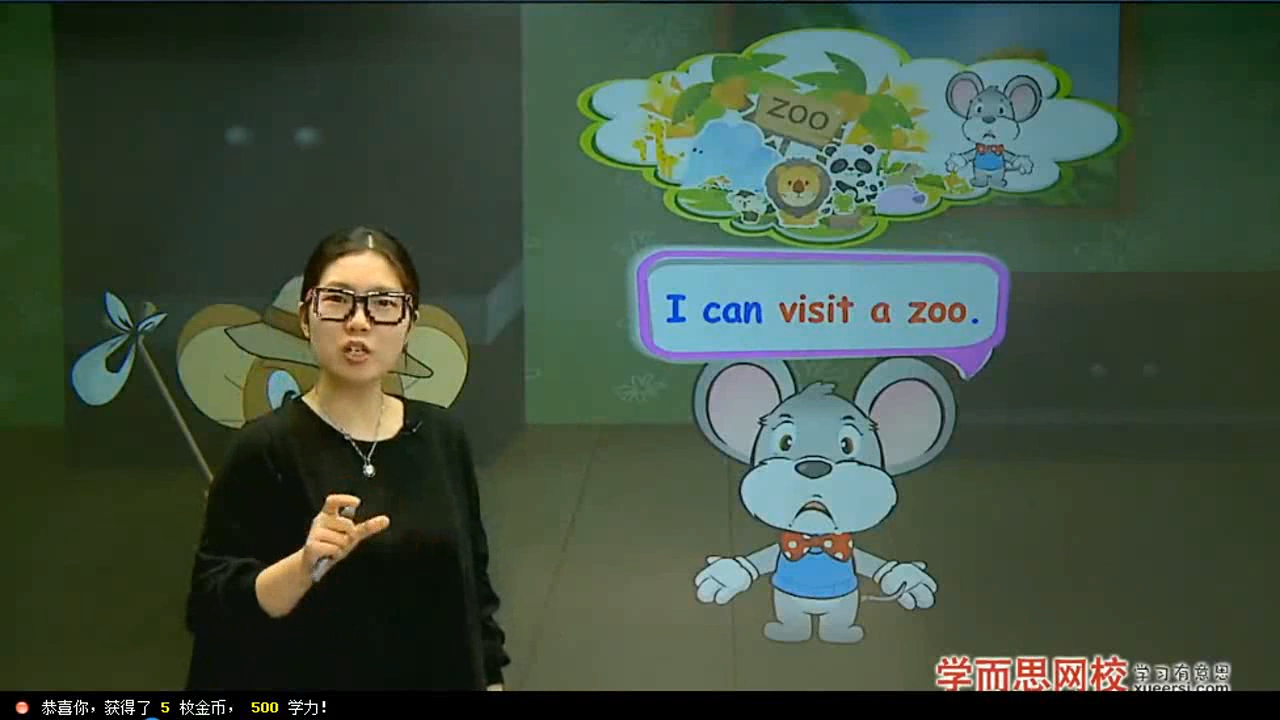 ZOO
I can visit a zoo.
学而思网校
学习有意思
xueersi.com
恭喜你，获得了 5 枚金币， 500 学力！